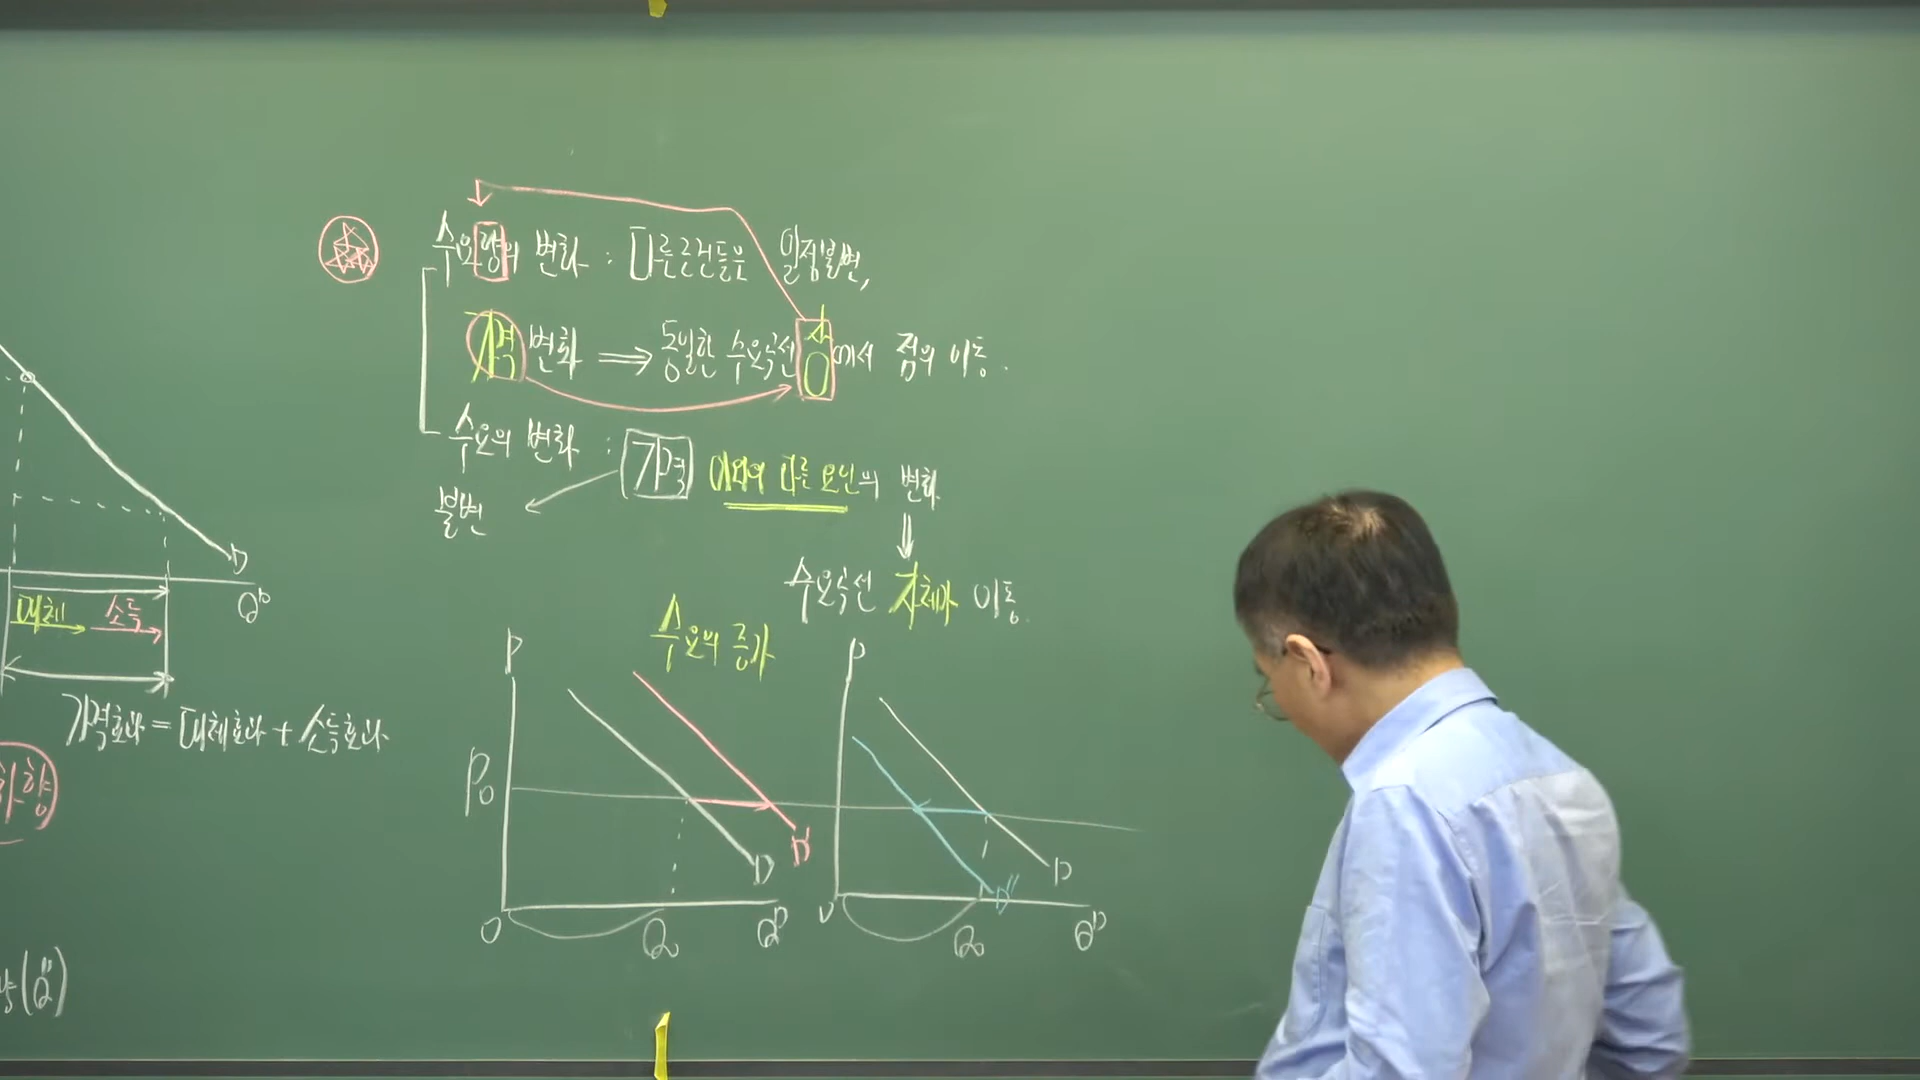 수요량의 변화 : 다른조건들은 일정불변,
가격 변화 ⟹ 동일한 수요곡선상에서 점의 이동.
수요의 변화 : 가격 이외의 다른 요인의 변화
불변
⇓
수요곡선 자체가 이동.
수요의 증가
D
Qᴰ
대체 소득
가격효과 = 대체효과 + 소득효과
P
P₀
D
D'
O
Q₀
Qᴰ
P
D
D''
Q₀
Qᴰ